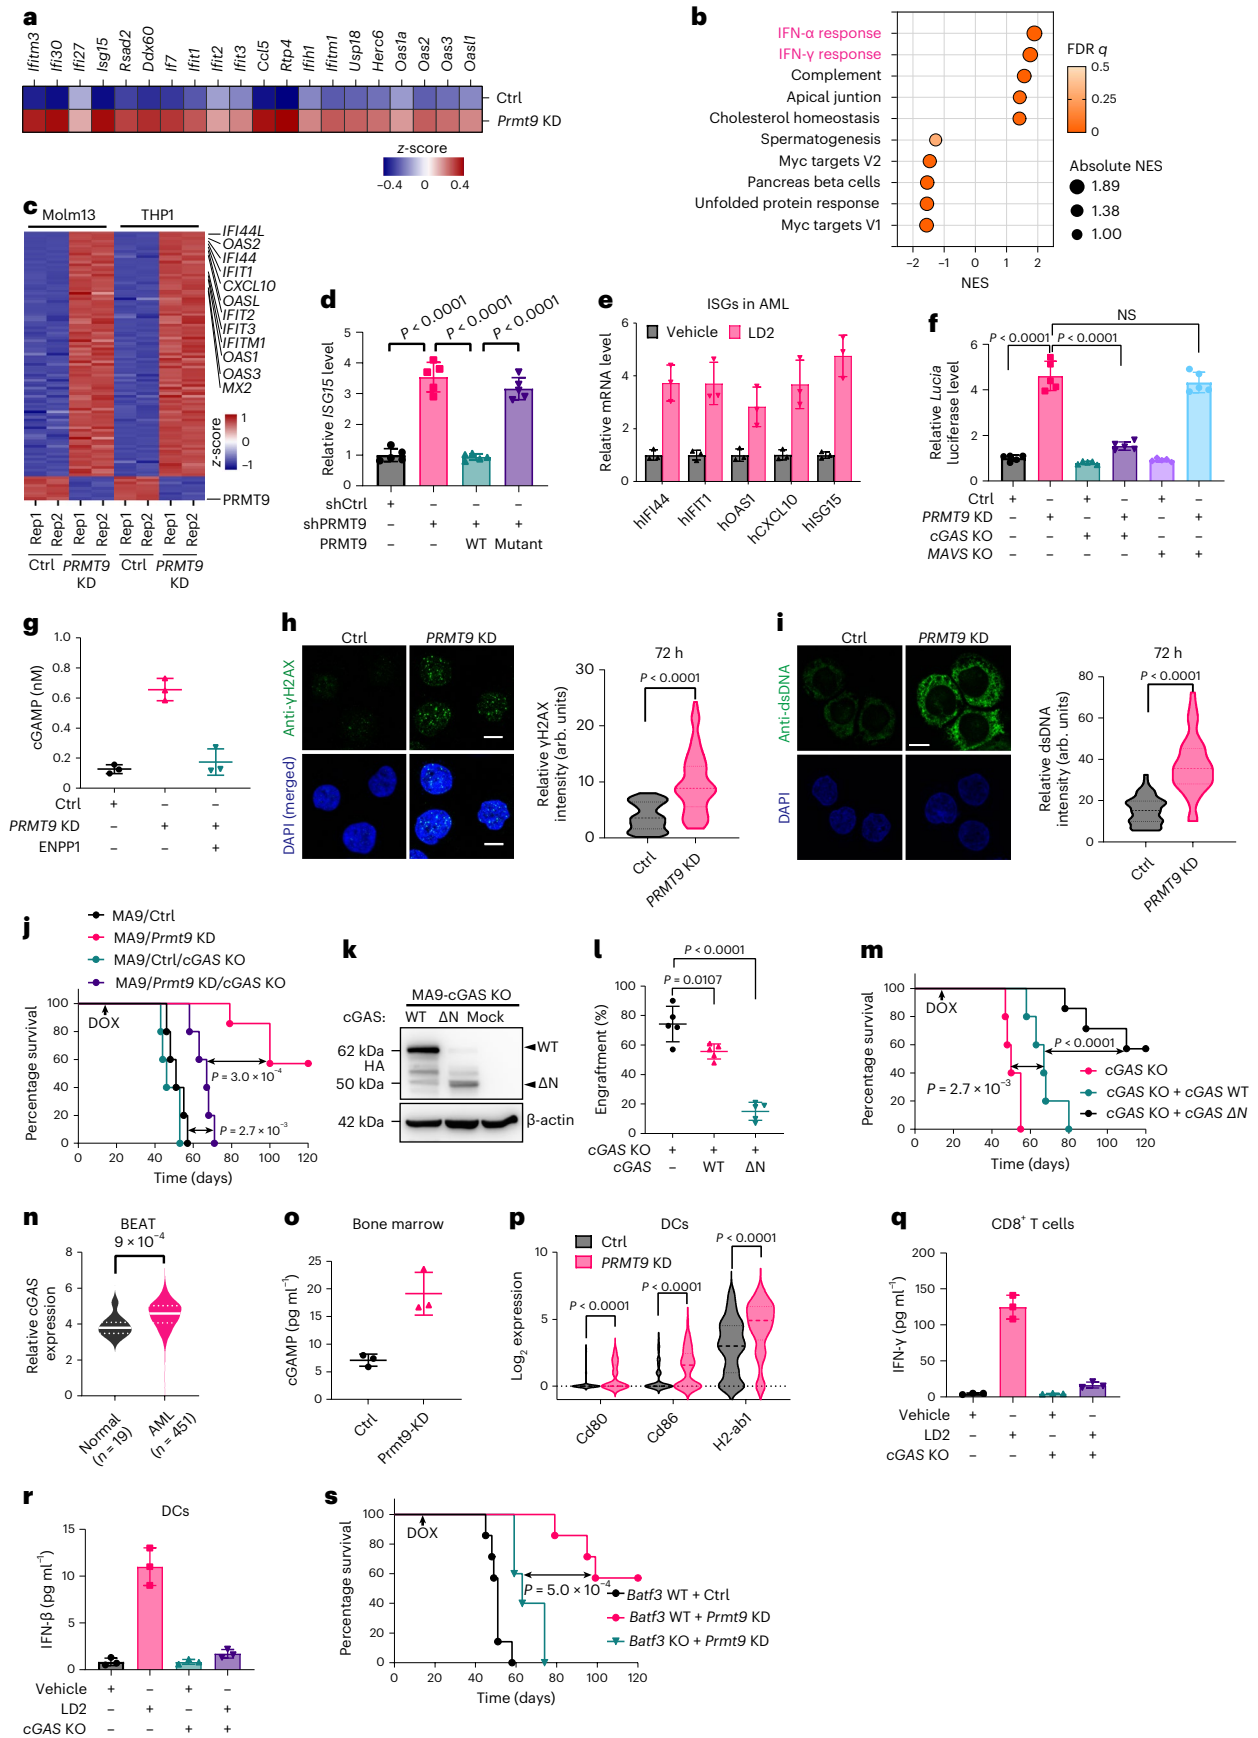 a
Ifitm3 Ifi30 Ifi27 Isg15 Rsad2 Ddx60 If7 Ifit1 Ifit2 Ifit3 Ccl5 Rtp4 Ifih1 Ifitm1 Usp18 Herc6 Oas1a Oas2 Oas3 Oasl1
Ctrl
Prmt9 KD
z-score
−0.4 0 0.4
b
IFN-α response
IFN-γ response
Complement
Apical juntion
Cholesterol homeostasis
Spermatogenesis
Myc targets V2
Pancreas beta cells
Unfolded protein response
Myc targets V1
−2 −1 0 1 2
NES
FDR q
0.5
0.25
0
Absolute NES
1.89
1.38
1.00
c
Molm13 THP1
IFI44L
OAS2
IFI44
IFIT1
CXCL10
OASL
IFIT2
IFIT3
IFITM1
OAS1
OAS3
MX2
z-score
1
0
−1
PRMT9
Rep1 Rep2 Rep1 Rep2 Rep1 Rep2 Rep1 Rep2
Ctrl PRMT9 KD Ctrl PRMT9 KD
d
P < 0.0001 P < 0.0001 P < 0.0001
Relative ISG15 level
5
4
3
2
1
0
shCtrl + – – –
shPRMT9 – + + +
PRMT9 – – WT Mutant
e
ISGs in AML
Vehicle LD2
Relative mRNA level
6
4
2
0
hIFI44 hIFIT1 hOAS1 hCXCL10 hISG15
f
NS
P < 0.0001 P < 0.0001
Relative Lucia
luciferase level
6
4
2
0
Ctrl + – – – – –
PRMT9 KD – + – + – +
cGAS KO – – + + – –
MAVS KO – – – – + +
g
cGAMP (nM)
1.0
0.8
0.6
0.4
0.2
0
Ctrl + – –
PRMT9 KD – + +
ENPP1 – – +
h
Ctrl PRMT9 KD
Anti-γH2AX
DAPI (merged)
72 h
P < 0.0001
Relative γH2AX
intensity (arb. units)
30
20
10
0
Ctrl PRMT9 KD
i
Ctrl PRMT9 KD
Anti-dsDNA
DAPI
72 h
P < 0.0001
Relative dsDNA
intensity (arb. units)
80
60
40
20
0
Ctrl PRMT9 KD
j
MA9/Ctrl
MA9/Prmt9 KD
MA9/Ctrl/cGAS KO
MA9/Prmt9 KD/cGAS KO
Percentage survival
100
80
60
40
20
0
DOX
P = 3.0 × 10−4
P = 2.7 × 10−3
0 20 40 60 80 100 120
Time (days)
k
MA9-cGAS KO
cGAS: WT ΔN Mock
62 kDa
HA
50 kDa
42 kDa
WT
ΔN
β-actin
l
P < 0.0001
P = 0.0107
Engraftment (%)
100
80
60
40
20
0
cGAS KO + + +
cGAS – WT ΔN
m
Percentage survival
100
80
60
40
20
0
DOX
P < 0.0001
P = 2.7 × 10−3
cGAS KO
cGAS KO + cGAS WT
cGAS KO + cGAS ΔN
0 20 40 60 80 100 120
Time (days)
n
BEAT
9 × 10−4
Relative cGAS
expression
8
6
4
2
0
Normal
(n = 19)
AML
(n = 451)
o
Bone marrow
cGAMP (pg ml−1)
25
20
15
10
5
0
Ctrl Prmt9-KD
p
DCs
Ctrl
PRMT9 KD
P < 0.0001
P < 0.0001
P < 0.0001
Log2 expression
10
5
0
Cd80 Cd86 H2-ab1
q
CD8+ T cells
IFN-γ (pg ml−1)
200
150
100
50
0
Vehicle + – + –
LD2 – + – +
cGAS KO – – + +
r
DCs
IFN-β (pg ml−1)
15
10
5
0
Vehicle + – + –
LD2 – + – +
cGAS KO – – + +
s
Percentage survival
100
80
60
40
20
0
DOX
P = 5.0 × 10−4
Batf3 WT + Ctrl
Batf3 WT + Prmt9 KD
Batf3 KO + Prmt9 KD
0 20 40 60 80 100 120
Time (days)